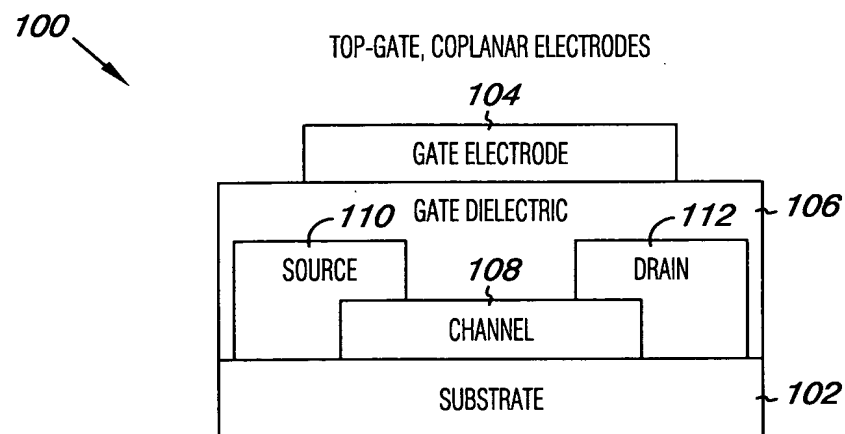 100
TOP-GATE, COPLANAR ELECTRODES
104
GATE ELECTRODE
GATE DIELECTRIC
106
110
112
SOURCE
108
DRAIN
CHANNEL
SUBSTRATE
102